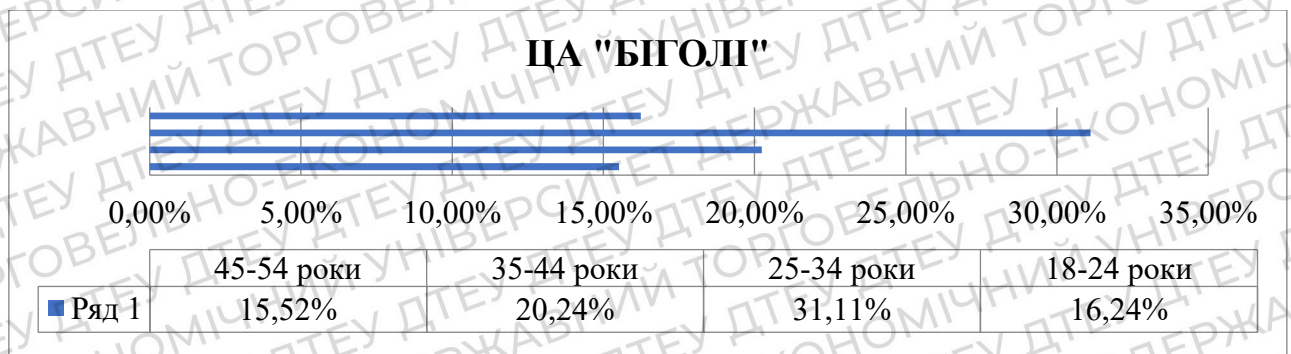 ЦА "БІГОЛІ"
0,00% 5,00% 10,00% 15,00% 20,00% 25,00% 30,00% 35,00%
45-54 роки 35-44 роки 25-34 роки 18-24 роки
Ряд 1 15,52% 20,24% 31,11% 16,24%